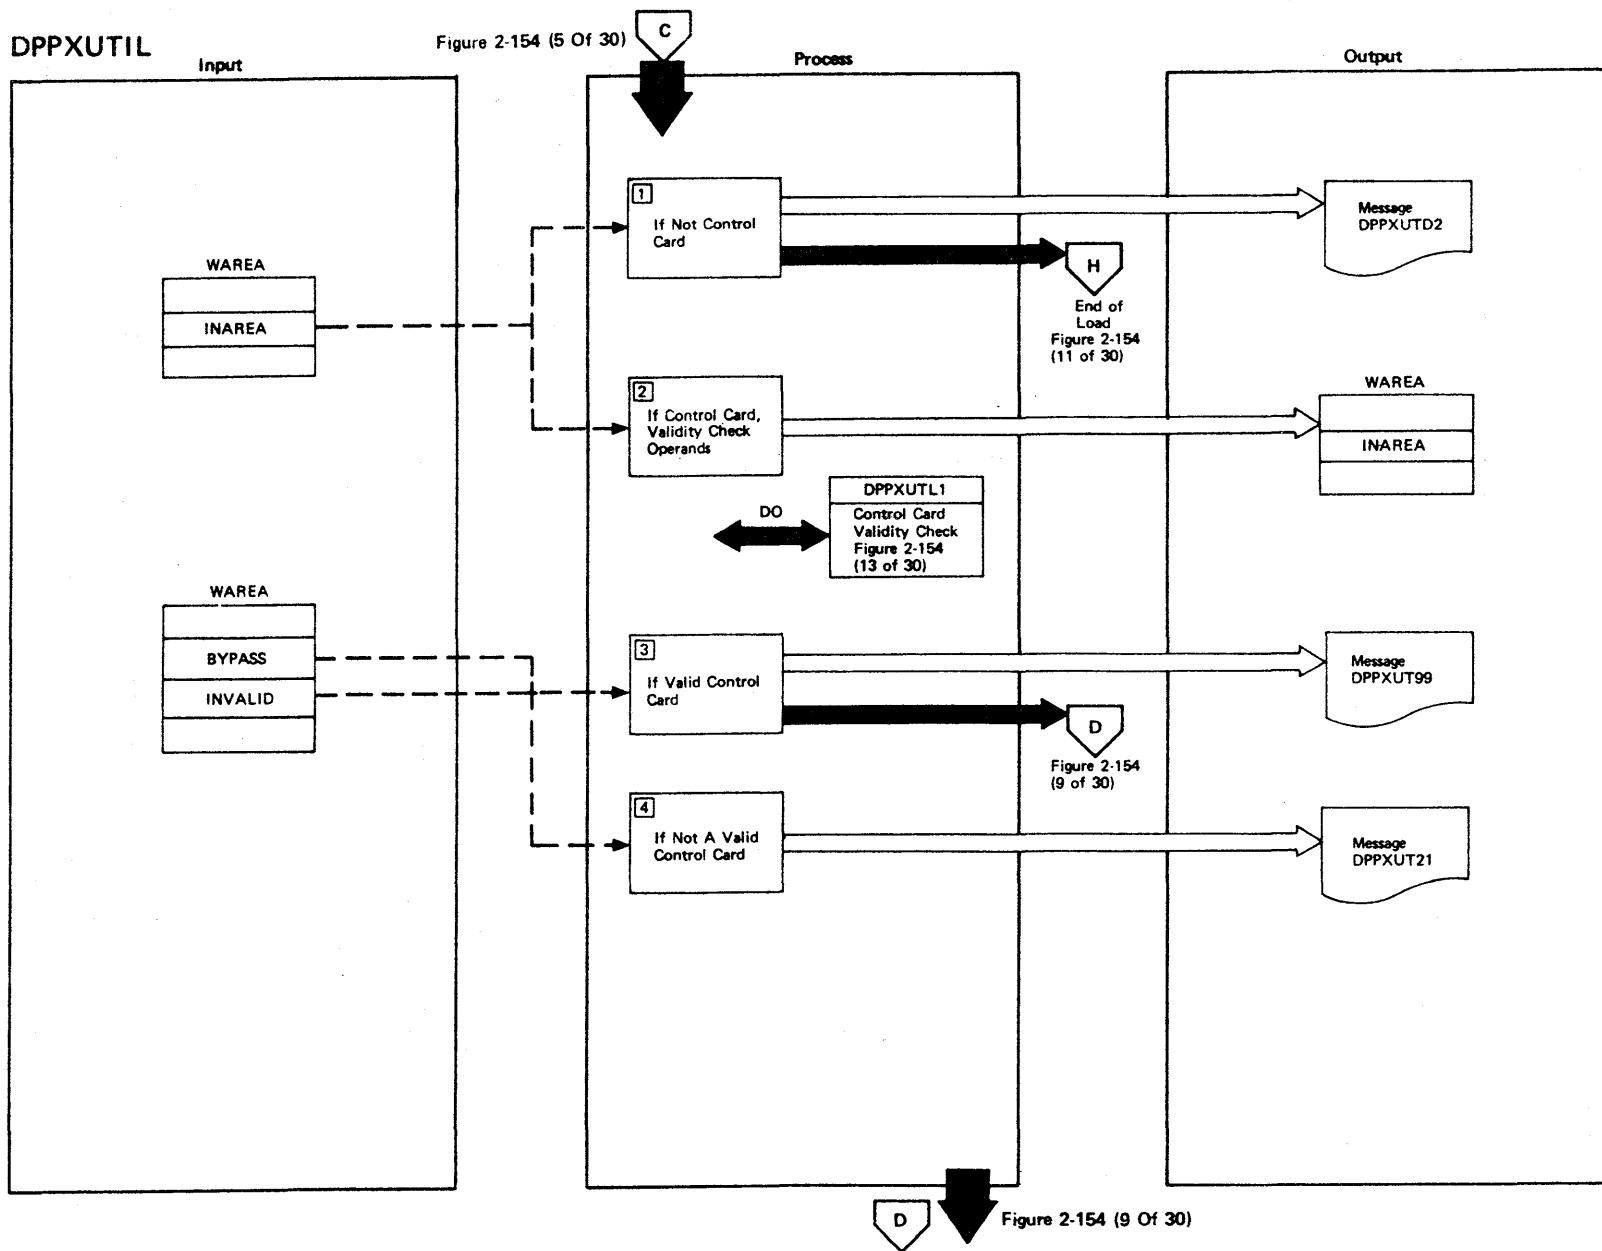 DPPXUTIL
Figure 2-154 (5 Of 30)
C
Input
Process
Output
1
If Not Control
Card
Message
DPPXUTD2
H
End of
Load
Figure 2-154
(11 of 30)
WAREA
INAREA
2
If Control Card,
Validity Check
Operands
WAREA
INAREA
DO
DPPXUTL1
Control Card
Validity Check
Figure 2-154
(13 of 30)
WAREA
BYPASS
INVALID
3
If Valid Control
Card
Message
DPPXUT99
D
Figure 2-154
(9 of 30)
4
If Not A Valid
Control Card
Message
DPPXUT21
D
Figure 2-154 (9 Of 30)